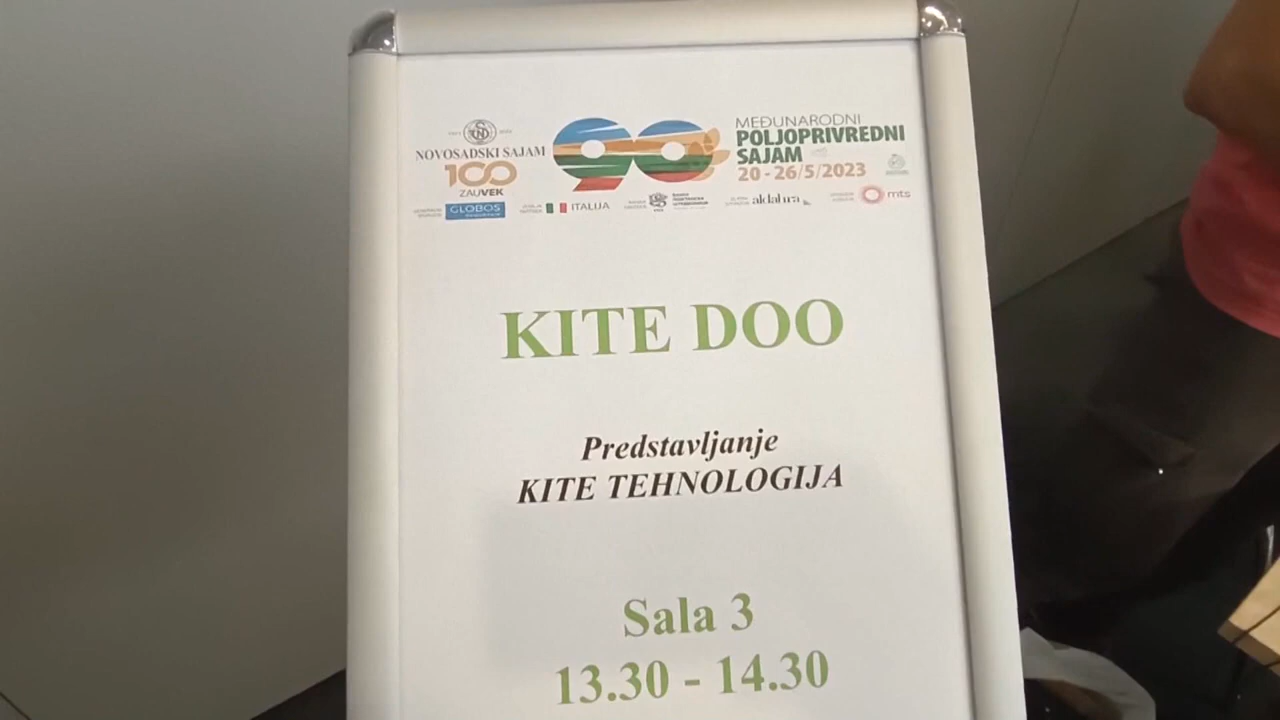 NOVOSADSKI SAJAM
100
ZAUVEK
90
MEĐUNARODNI
POLJOPRIVREDNI
SAJAM
20 - 26/5/2023
GLOBOS
ITALIJA
mts
KITE DOO
Predstavljanje
KITE TEHNOLOGIJA
Sala 3
13.30 - 14.30